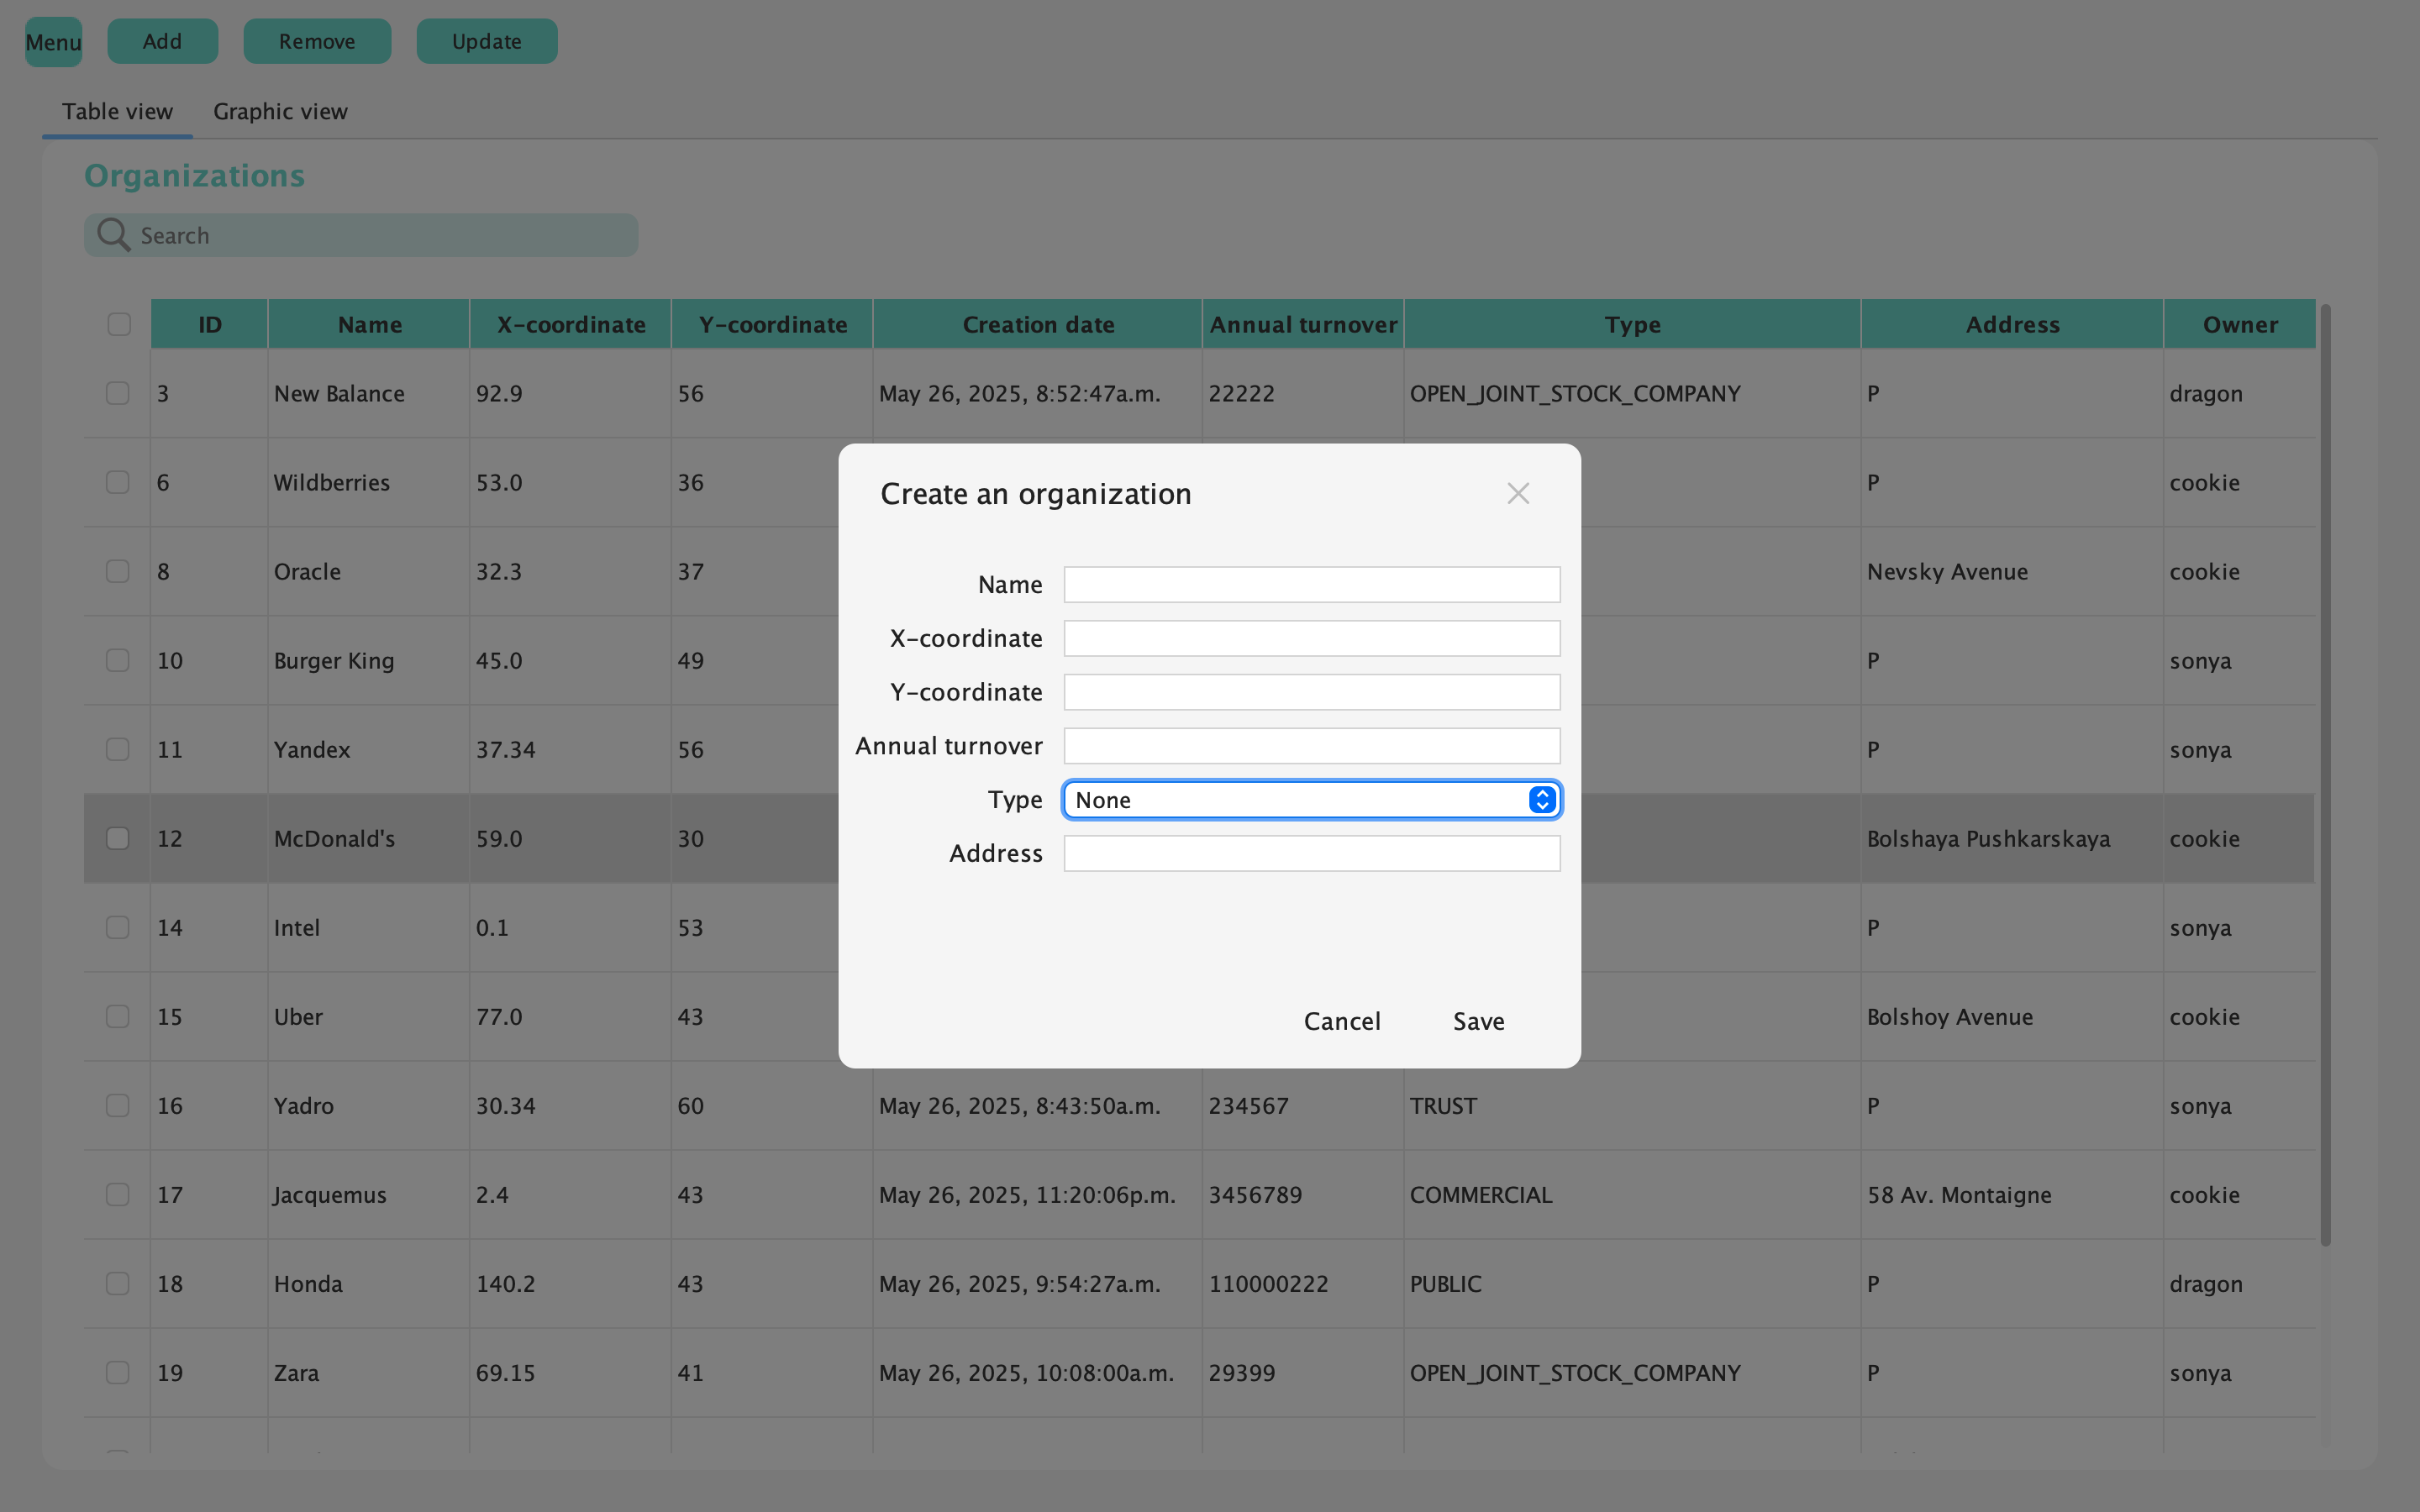 Menu Add Remove Update
Table view Graphic view
Organizations
Search
ID Name X-coordinate Y-coordinate Creation date Annual turnover Type Address Owner
3 New Balance 92.9 56 May 26, 2025, 8:52:47a.m. 22222 OPEN_JOINT_STOCK_COMPANY P dragon
6 Wildberries 53.0 36 P cookie
8 Oracle 32.3 37 Nevsky Avenue cookie
10 Burger King 45.0 49 P sonya
11 Yandex 37.34 56 P sonya
12 McDonald's 59.0 30 Bolshaya Pushkarskaya cookie
14 Intel 0.1 53 P sonya
15 Uber 77.0 43 Bolshoy Avenue cookie
16 Yadro 30.34 60 May 26, 2025, 8:43:50a.m. 234567 TRUST P sonya
17 Jacquemus 2.4 43 May 26, 2025, 11:20:06p.m. 3456789 COMMERCIAL 58 Av. Montaigne cookie
18 Honda 140.2 43 May 26, 2025, 9:54:27a.m. 110000222 PUBLIC P dragon
19 Zara 69.15 41 May 26, 2025, 10:08:00a.m. 29399 OPEN_JOINT_STOCK_COMPANY P sonya
Create an organization
Name
X-coordinate
Y-coordinate
Annual turnover
Type None
Address
Cancel Save